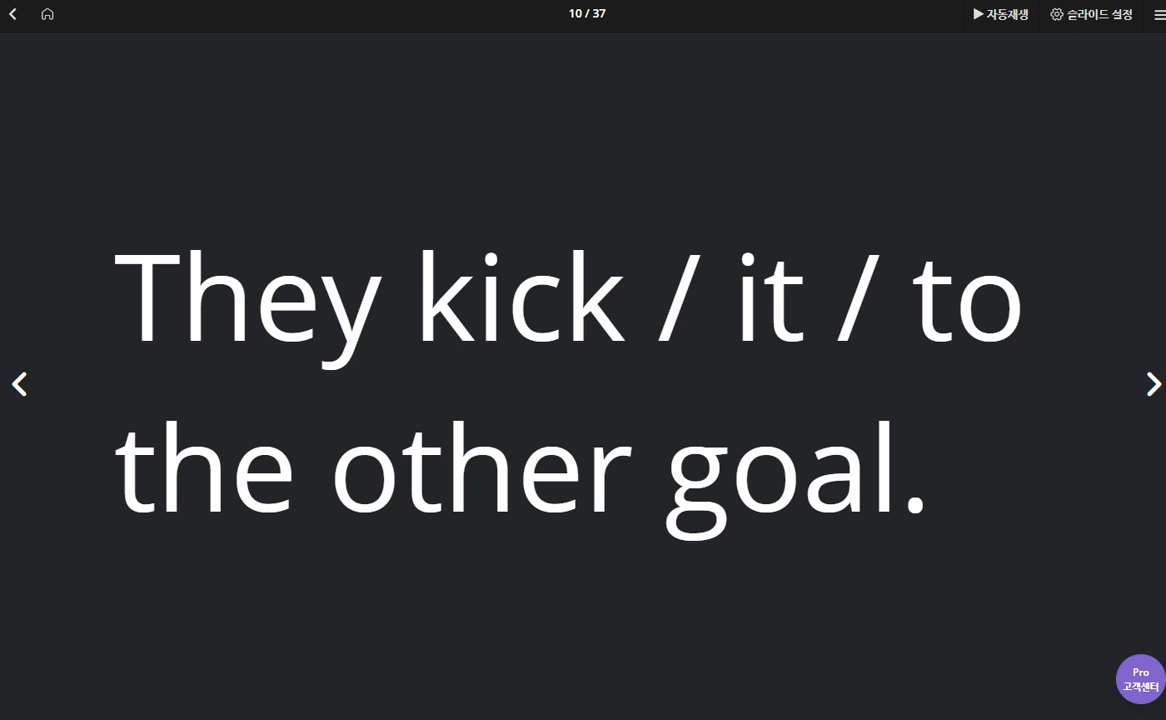 10 / 37
▶ 자동재생
슬라이드 설정
They kick / it / to
the other goal.
Pro
고객센터